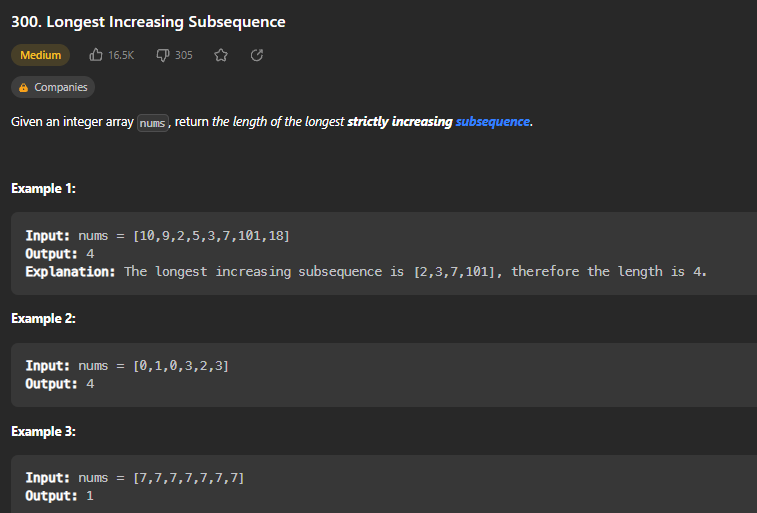 300. Longest Increasing Subsequence
Medium 16.5K 305
Companies
Given an integer array nums, return the length of the longest strictly increasing subsequence.
Example 1:
Input: nums = [10,9,2,5,3,7,101,18]
Output: 4
Explanation: The longest increasing subsequence is [2,3,7,101], therefore the length is 4.
Example 2:
Input: nums = [0,1,0,3,2,3]
Output: 4
Example 3:
Input: nums = [7,7,7,7,7,7,7]
Output: 1